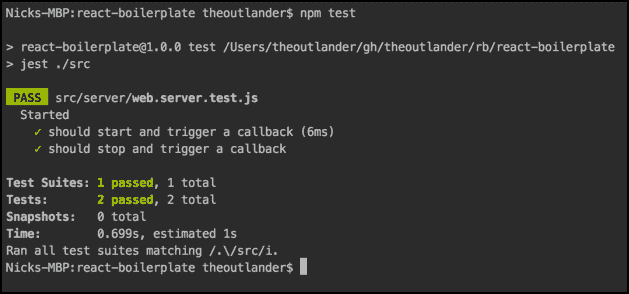 Nicks-MBP:react-boilerplate theoutlander$ npm test
> react-boilerplate@1.0.0 test /Users/theoutlander/gh/theoutlander/rb/react-boilerplate
> jest ./src
PASS src/server/web.server.test.js
Started
✓ should start and trigger a callback (6ms)
✓ should stop and trigger a callback
Test Suites: 1 passed, 1 total
Tests: 2 passed, 2 total
Snapshots: 0 total
Time: 0.699s, estimated 1s
Ran all test suites matching /.\/src/i.
Nicks-MBP:react-boilerplate theoutlander$